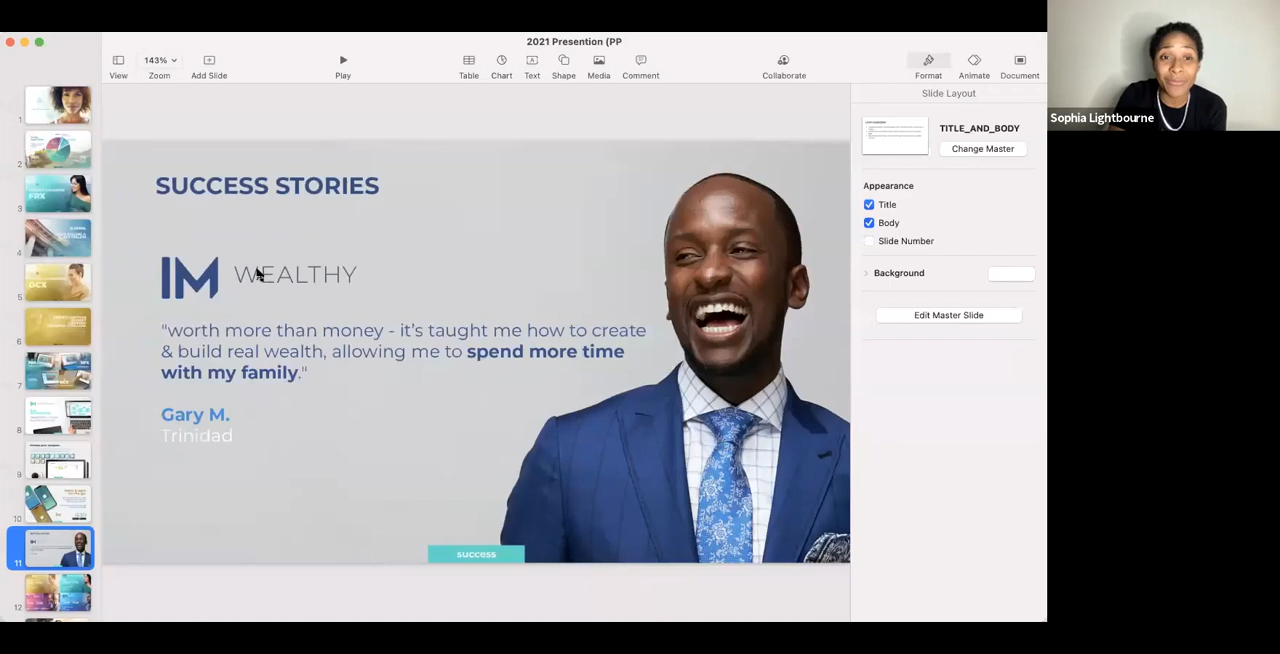 2021 Presention (PP
143%
View
Zoom
Add Slide
Play
Table
Chart
Text
Shape
Media
Comment
Collaborate
Format
Animate
Document
Sophia Lightbourne
Slide Layout
TITLE_AND_BODY
Change Master
Appearance
Title
Body
Slide Number
Background
Edit Master Slide
1
2
3
FRX
4
5
GCX
6
7
8
9
10
11
12
SUCCESS STORIES
IM WEALTHY
"worth more than money - it's taught me how to create
& build real wealth, allowing me to spend more time
with my family."
Gary M.
Trinidad
success